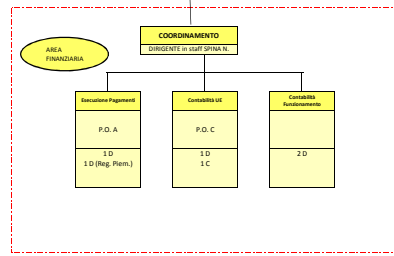 COORDINAMENTO
DIRIGENTE in staff SPINA N.
AREA
FINANZIARIA
Esecuzione Pagamenti
P.O. A
1 D
1 D (Reg. Piem.)
Contabilità UE
P.O. C
1 D
1 C
Contabilità
Funzionamento
2 D